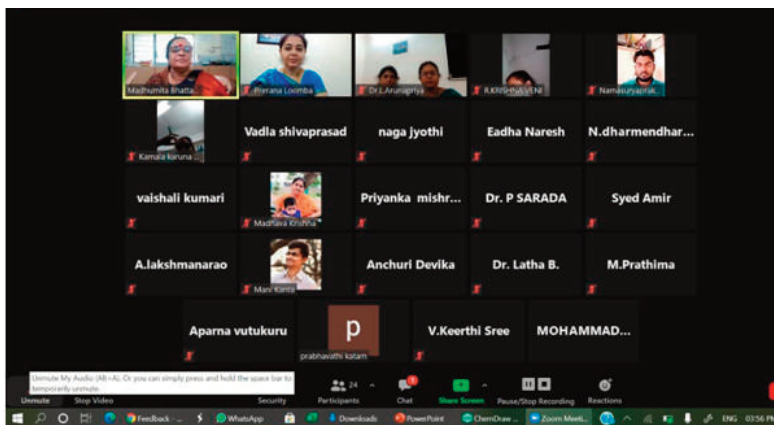 Madhumita Bhatta
Prerana Loomba
Dr.L.Arunapriya
R.KRISHNA VENI
Namasuryaprak...
Kamala karuna ...
Vadla shivaprasad
naga jyothi
Eadha Naresh
N.dharmendhar...
vaishali kumari
Madhava Krishna
Priyanka mishr...
Dr. P SARADA
Syed Amir
A.lakshmanarao
Mani Kanta
Anchuri Devika
Dr. Latha B.
M.Prathima
Aparna vutukuru
p
prabhavathi katam
V.Keerthi Sree
MOHAMMAD...
Unmute My Audio (Alt+A). Or you can simply press and hold the space bar to
temporarily unmute.
Unmute
Stop Video
Security
24
Participants
1
Chat
Share Screen
Pause/Stop Recording
Reactions
Feedback - ...
WhatsApp
Downloads
PowerPoint
ChemDraw ...
Zoom Meeti...
ENG
03:56 PM